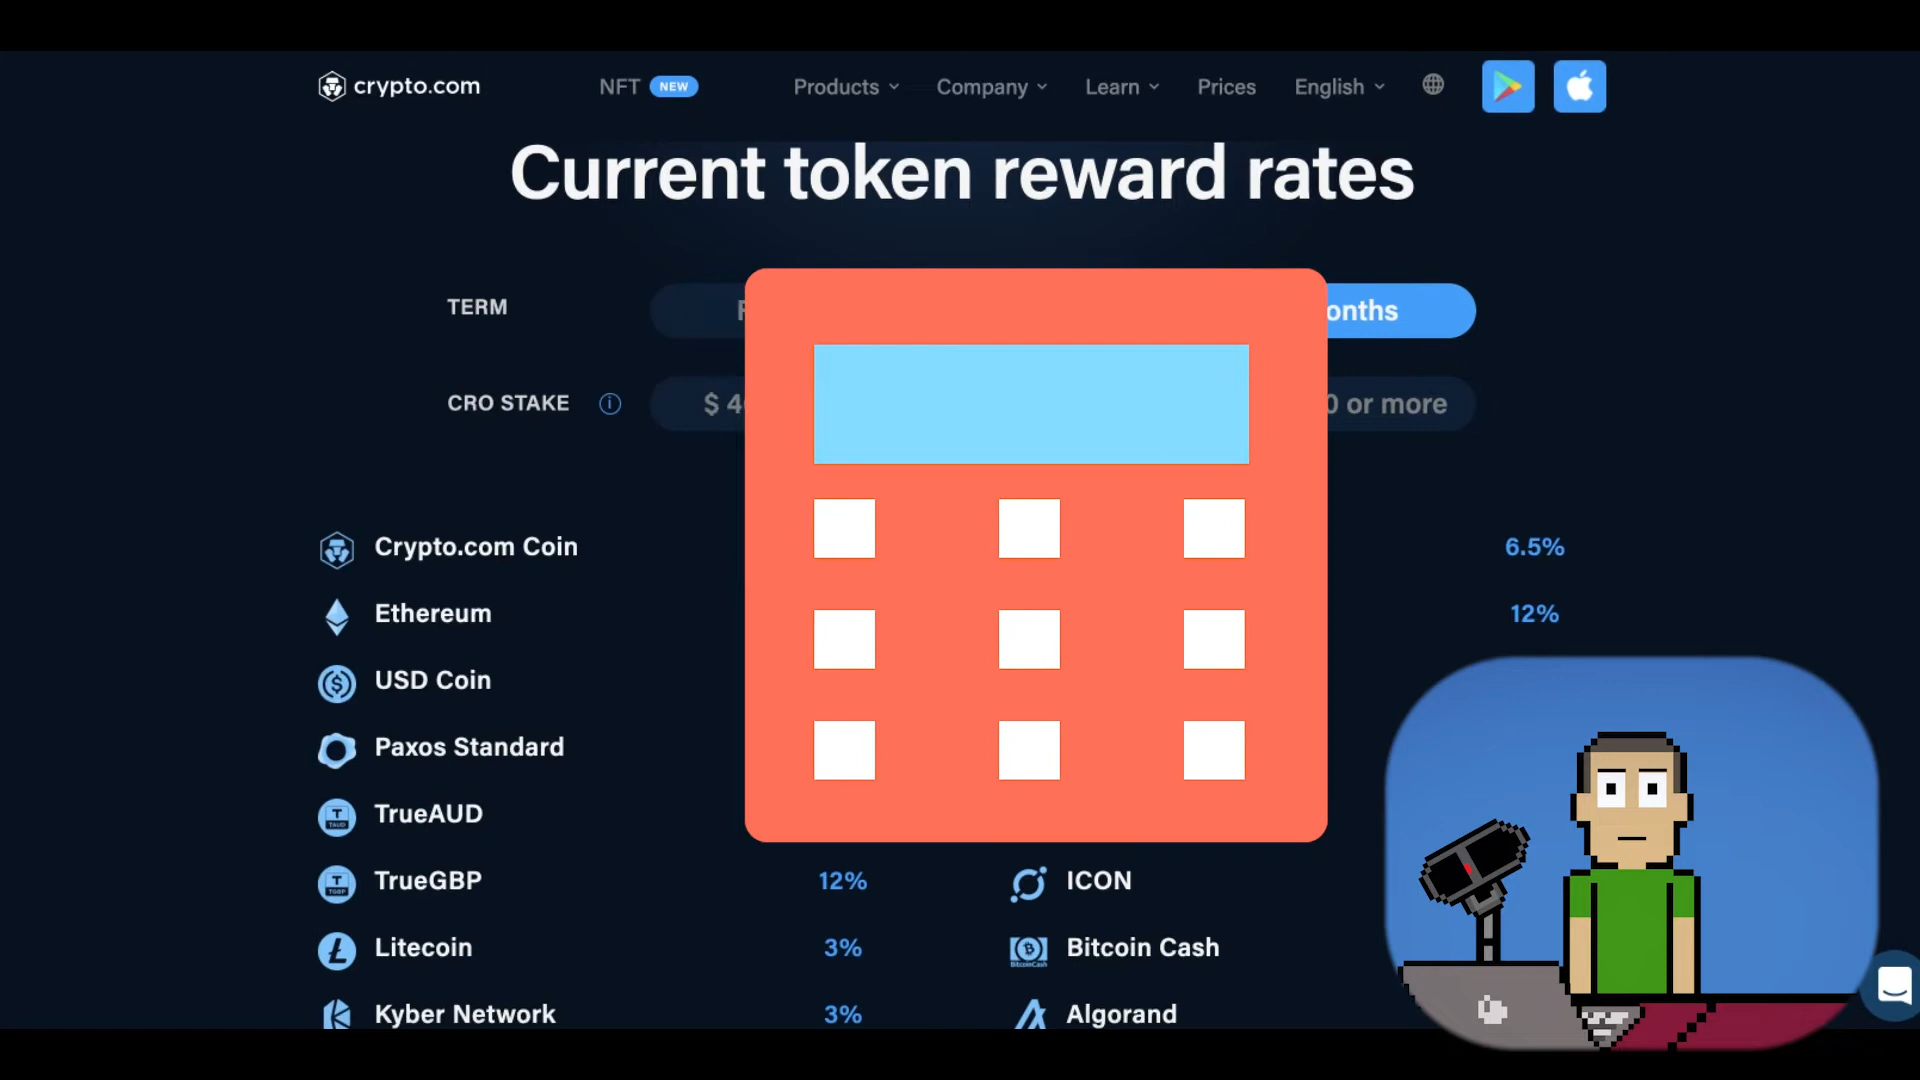 crypto.com NFT NEW Products Company Learn Prices English
Current token reward rates
TERM onths
CRO STAKE $ 4 0 or more
Crypto.com Coin 6.5%
Ethereum 12%
USD Coin
Paxos Standard
TrueAUD
TrueGBP 12% ICON
Litecoin 3% Bitcoin Cash
Kyber Network 3% Algorand